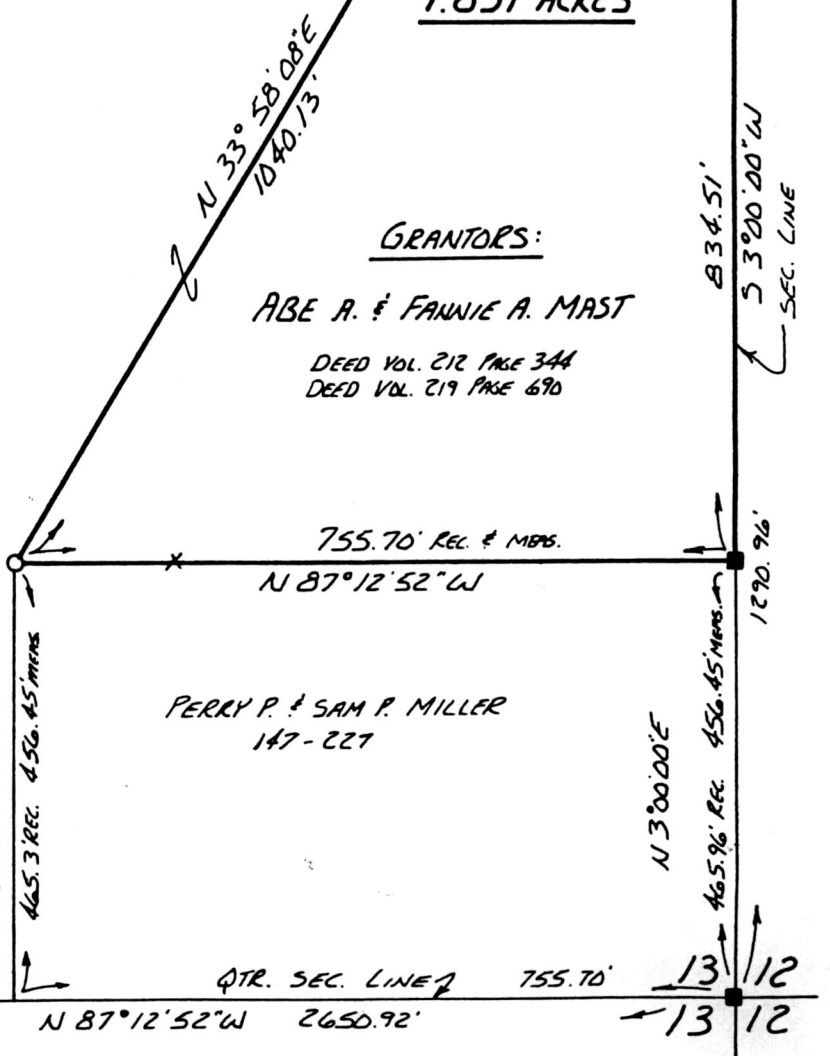 ACRES
N 33° 58' 08" E
1040.13'
834.51'
S 3°00'00" W
SEC. LINE
GRANTORS:
ABE A. & FANNIE A. MAST
DEED VOL. 212 PAGE 344
DEED VOL. 219 PAGE 690
755.70' REC. & MEAS.
N 87°12'52" W
1290.96'
465.3' REC. 456.45' MEAS.
PERRY P. & SAM P. MILLER
147-227
N 3°00'00" E
465.96' REC. 456.45' MEAS.
QTR. SEC. LINE 755.70'
13 12
N 87°12'52" W 2650.92'
13 12